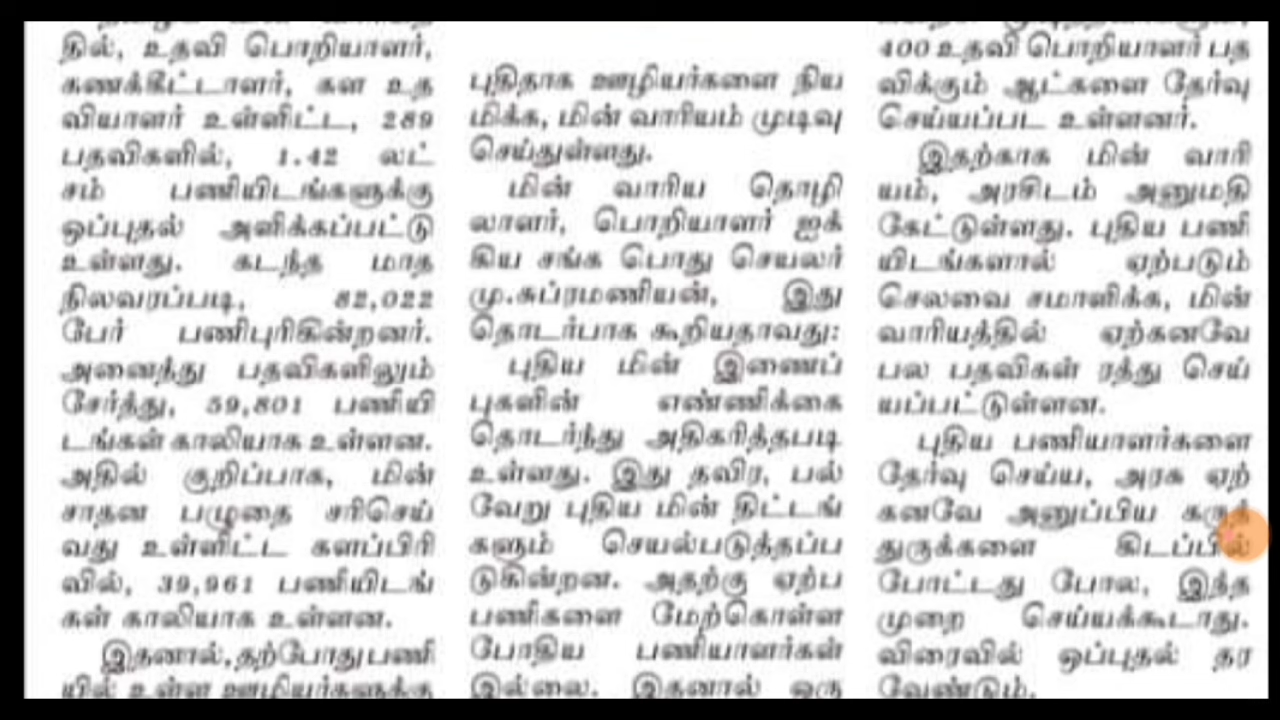 தில், உதவி பொறியாளர்,
கணக்கீட்டாளர், கள உத
வியாளர் உள்ளிட்ட, 289
பதவிகளில், 1.42 லட்
சம் பணியிடங்களுக்கு
ஒப்புதல் அளிக்கப்பட்டு
உள்ளது. கடந்த மாத
நிலவரப்படி, 82,022
பேர் பணிபுரிகின்றனர்.
அனைத்து பதவிகளிலும்
சேர்த்து, 59,801 பணியி
டங்கள் காலியாக உள்ளன.
அதில் குறிப்பாக, மின்
சாதன பழுதை சரிசெய்
வது உள்ளிட்ட களப்பிரி
வில், 39,961 பணியிடங்
கள் காலியாக உள்ளன.
இதனால், தற்போது பணி
யில் உள்ள ஊழியர்களுக்கு
புதிதாக ஊழியர்களை நிய
மிக்க, மின் வாரியம் முடிவு
செய்துள்ளது.
மின் வாரிய தொழி
லாளர், பொறியாளர் ஐக்
கிய சங்க பொது செயலர்
மு.சுப்ரமணியன், இது
தொடர்பாக கூறியதாவது:
புதிய மின் இணைப்
புகளின் எண்ணிக்கை
தொடர்ந்து அதிகரித்தபடி
உள்ளது. இது தவிர, பல்
வேறு புதிய மின் திட்டங்
களும் செயல்படுத்தப்ப
டுகின்றன. அதற்கு ஏற்ப
பணிகளை மேற்கொள்ள
போதிய பணியாளர்கள்
இல்லை. இதனால் ஒரு
400 உதவி பொறியாளர் பத
விக்கும் ஆட்களை தேர்வு
செய்யப்பட உள்ளனர்.
இதற்காக மின் வாரி
யம், அரசிடம் அனுமதி
கேட்டுள்ளது. புதிய பணி
யிடங்களால் ஏற்படும்
செலவை சமாளிக்க, மின்
வாரியத்தில் ஏற்கனவே
பல பதவிகள் ரத்து செய்
யப்பட்டுள்ளன.
புதிய பணியாளர்களை
தேர்வு செய்ய, அரசு ஏற்
கனவே அனுப்பிய கருத்
துருக்களை கிடப்பில்
போட்டது போல, இந்த
முறை செய்யக்கூடாது.
விரைவில் ஒப்புதல் தர
வேண்டும்.